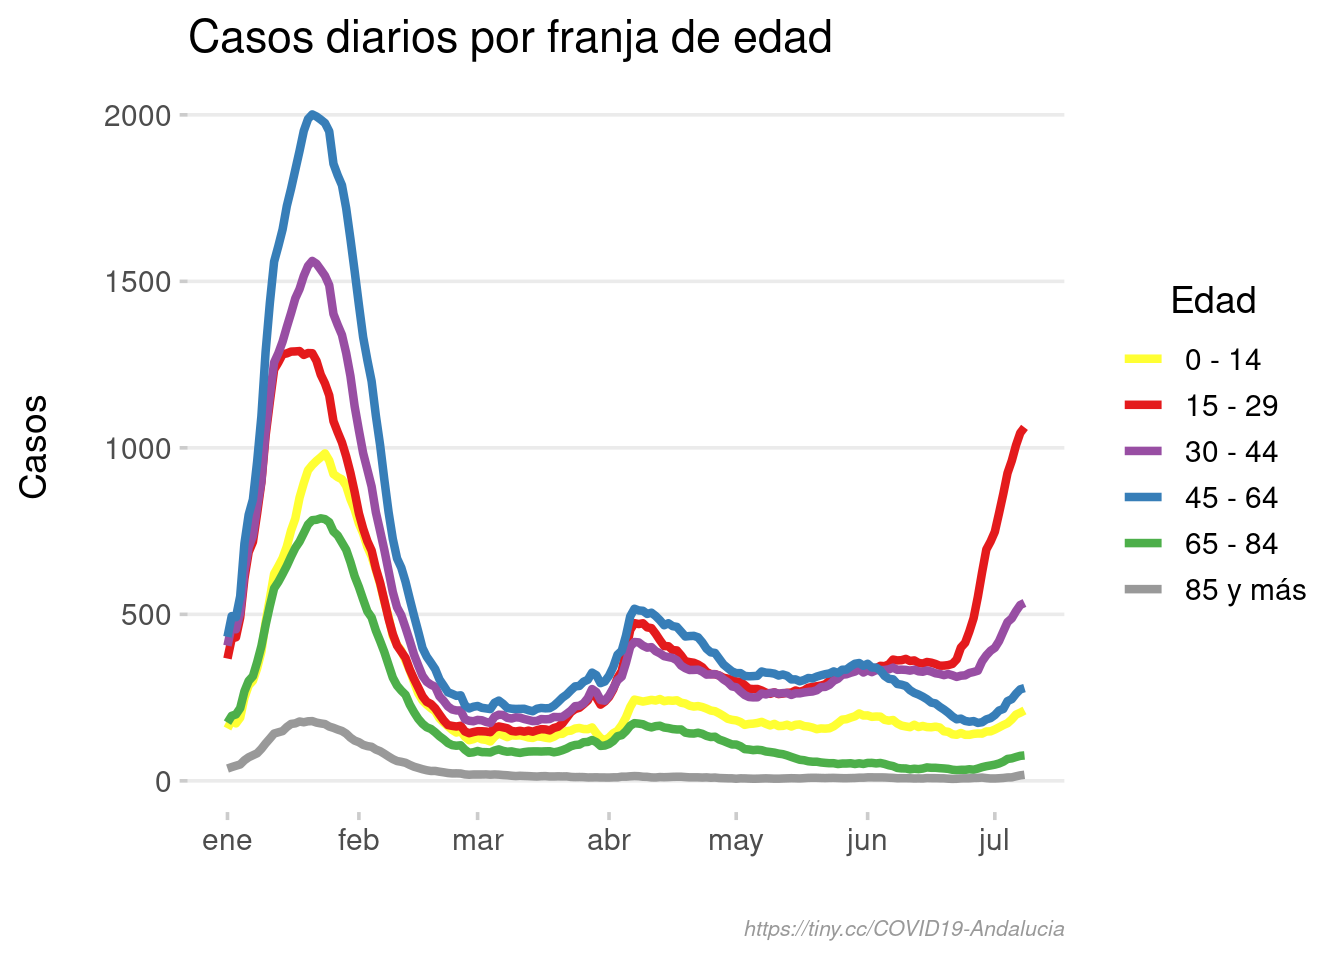 Casos diarios por franja de edad
Casos
2000
1500
1000
500
0
ene feb mar abr may jun jul
Edad
0 - 14
15 - 29
30 - 44
45 - 64
65 - 84
85 y más
https://tiny.cc/COVID19-Andalucia